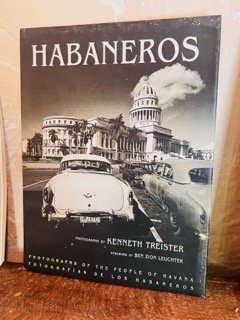 HABANEROS
PHOTOGRAPHS BY KENNETH TREISTER
FOREWORD BY BEN ZION LEUCHTER
PHOTOGRAPHS OF THE PEOPLE OF HAVANA
FOTOGRAFIAS DE LOS HABANEROS